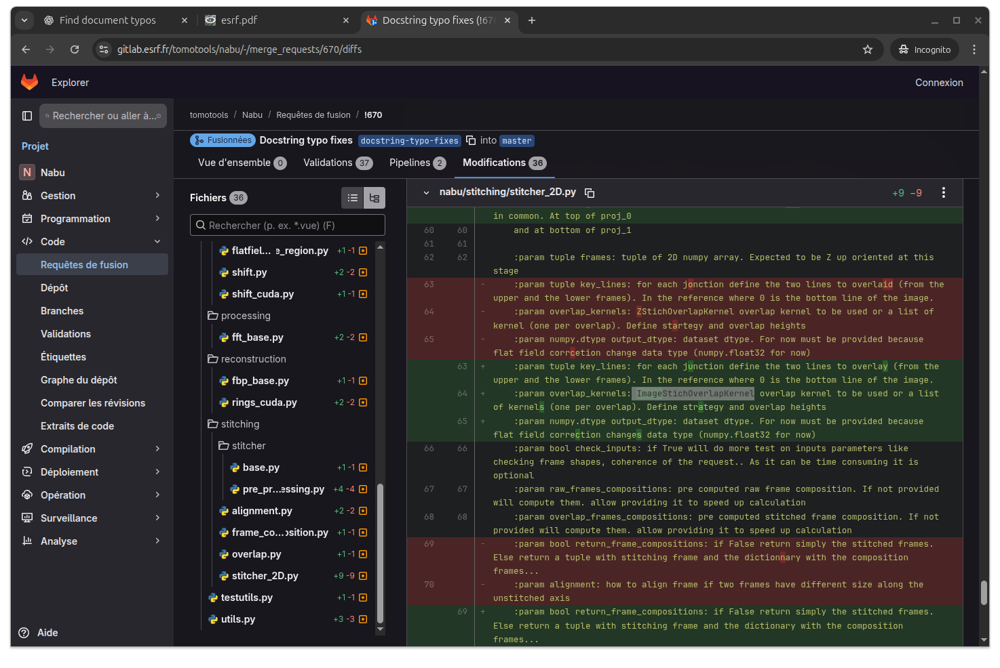 Find document typos
esrf.pdf
Docstring typo fixes (!67
gitlab.esrf.fr/tomotools/nabu/-/merge_requests/670/diffs
Incognito
Explorer
Connexion
Rechercher ou aller à...
tomotools / Nabu / Requêtes de fusion / !670
Projet
Fusionnées Docstring typo fixes docstring-typo-fixes into master
Vue d'ensemble 0 Validations 37 Pipelines 2 Modifications 36
N Nabu
Gestion
Programmation
Code
Requêtes de fusion
Dépôt
Branches
Validations
Étiquettes
Graphe du dépôt
Comparer les révisions
Extraits de code
Compilation
Déploiement
Opération
Surveillance
Analyse
Aide
Fichiers 36
Rechercher (p. ex. *.vue) (F)
flatfiel... e_region.py +1 -1
shift.py +2 -2
shift_cuda.py +1 -1
processing
fft_base.py +2 -2
reconstruction
fbp_base.py +1 -1
rings_cuda.py +2 -2
stitching
stitcher
base.py +1 -1
pre_pr...essing.py +4 -4
alignment.py +2 -2
frame_co...osition.py +1 -1
overlap.py +1 -1
stitcher_2D.py +9 -9
testutils.py +1 -1
utils.py +3 -3
nabu/stitching/stitcher_2D.py +9 −9
in common. At top of proj_0
60 60 and at bottom of proj_1
61 61
62 62 :param tuple frames: tuple of 2D numpy array. Expected to be Z up oriented at this
stage
63 - :param tuple key_lines: for each jonction define the two lines to overlaid (from the
upper and the lower frames). In the reference where 0 is the bottom line of the image.
64 - :param overlap_kernels: ZStichOverlapKernel overlap kernel to be used or a list of
kernel (one per overlap). Define startegy and overlap heights
65 - :param numpy.dtype output_dtype: dataset dtype. For now must be provided because
flat field corrcetion change data type (numpy.float32 for now)
63 + :param tuple key_lines: for each junction define the two lines to overlay (from the
upper and the lower frames). In the reference where 0 is the bottom line of the image.
64 + :param overlap_kernels: ImageStichOverlapKernel overlap kernel to be used or a list
of kernels (one per overlap). Define strategy and overlap heights
65 + :param numpy.dtype output_dtype: dataset dtype. For now must be provided because
flat field correction changes data type (numpy.float32 for now)
66 66 :param bool check_inputs: if True will do more test on inputs parameters like
checking frame shapes, coherence of the request.. As it can be time consuming it is
optional
67 67 :param raw_frames_compositions: pre computed raw frame composition. If not provided
will compute them. allow providing it to speed up calculation
68 68 :param overlap_frames_compositions: pre computed stitched frame composition. If not
provided will compute them. allow providing it to speed up calculation
69 - :param bool return_frame_compositions: if False return simply the stitched frames.
Else return a tuple with stitching frame and the dictionnary with the composition
frames...
70 - :param alignment: how to align frame if two frames have different size along the
unstitched axis
69 + :param bool return_frame_compositions: if False return simply the stitched frames.
Else return a tuple with stitching frame and the dictionary with the composition
frames...